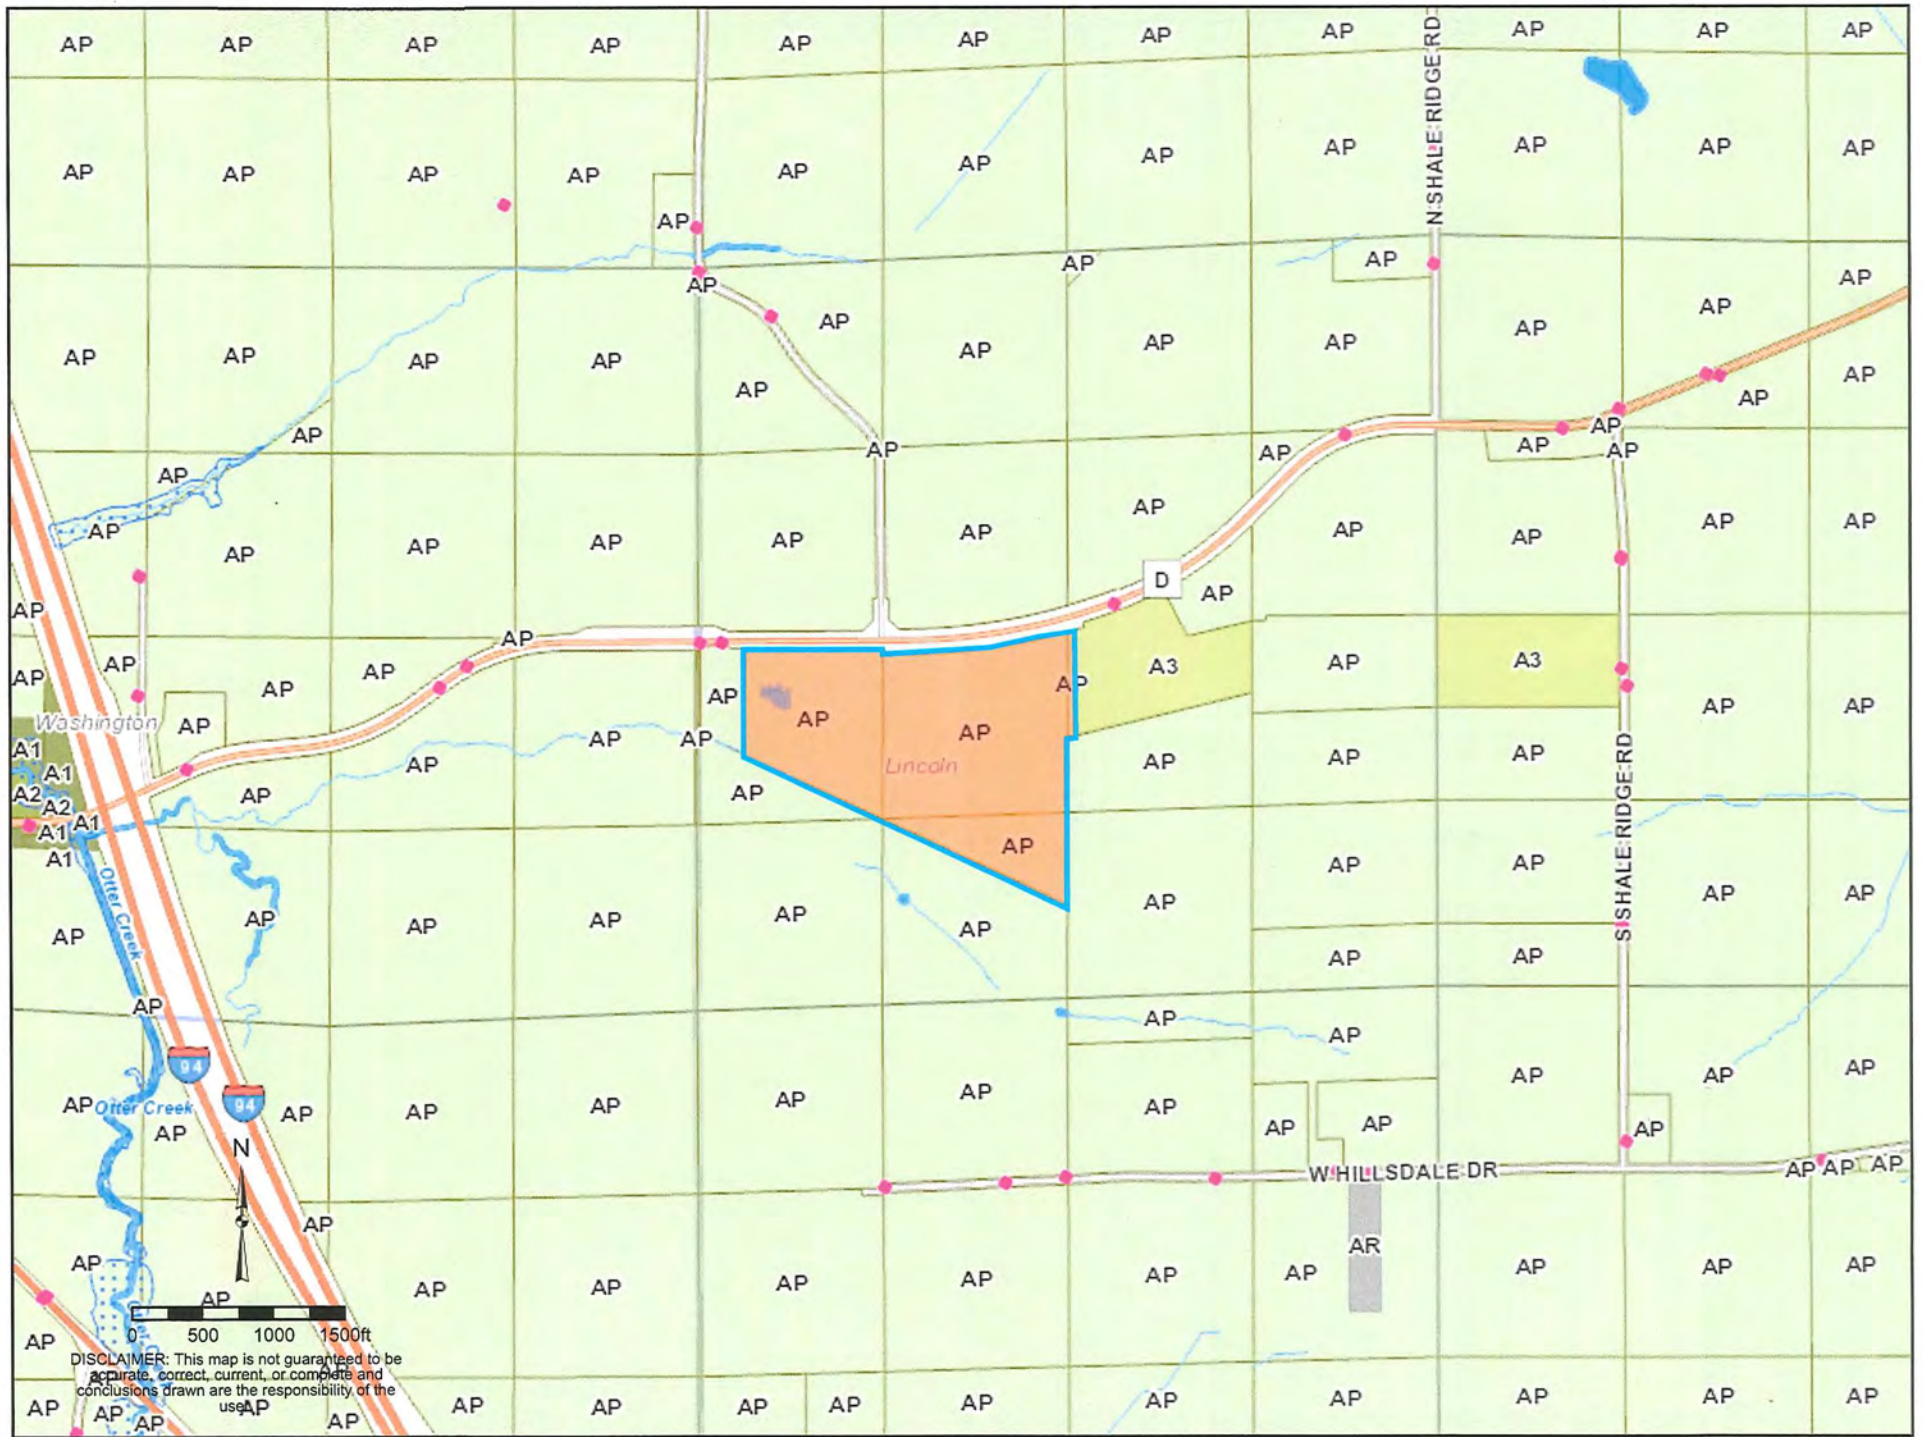 AP AP AP AP AP AP AP AP AP AP AP
N SHALE RIDGE RD
AP AP AP AP AP AP AP AP AP AP AP
AP
AP AP AP
AP AP AP
AP AP AP AP AP AP AP AP AP
AP AP
AP AP AP AP AP AP
AP AP
AP AP AP AP AP AP AP AP AP AP
D
AP AP
AP
AP AP AP AP AP A3 AP A3
AP AP AP AP AP AP AP
Washington AP
A1 AP AP AP AP AP AP
A1 AP Lincoln
A2 A2 AP AP
A1 A1
A1 AP AP AP
S SHALE RIDGE RD
Otter Creek
AP AP AP AP AP AP AP AP AP
AP AP
AP AP AP
94
94
AP Otter Creek AP AP AP AP AP AP AP AP AP
AP AP AP AP
N
W HILLSDALE DR AP AP AP
AP
AP AR
AP AP AP AP AP AP AP AP AP
AP
0 500 1000 1500ft
AP
DISCLAIMER: This map is not guaranteed to be
accurate, correct, current, or complete and
conclusions drawn are the responsibility of the
user.
AP AP AP AP AP AP AP AP AP AP AP AP AP AP